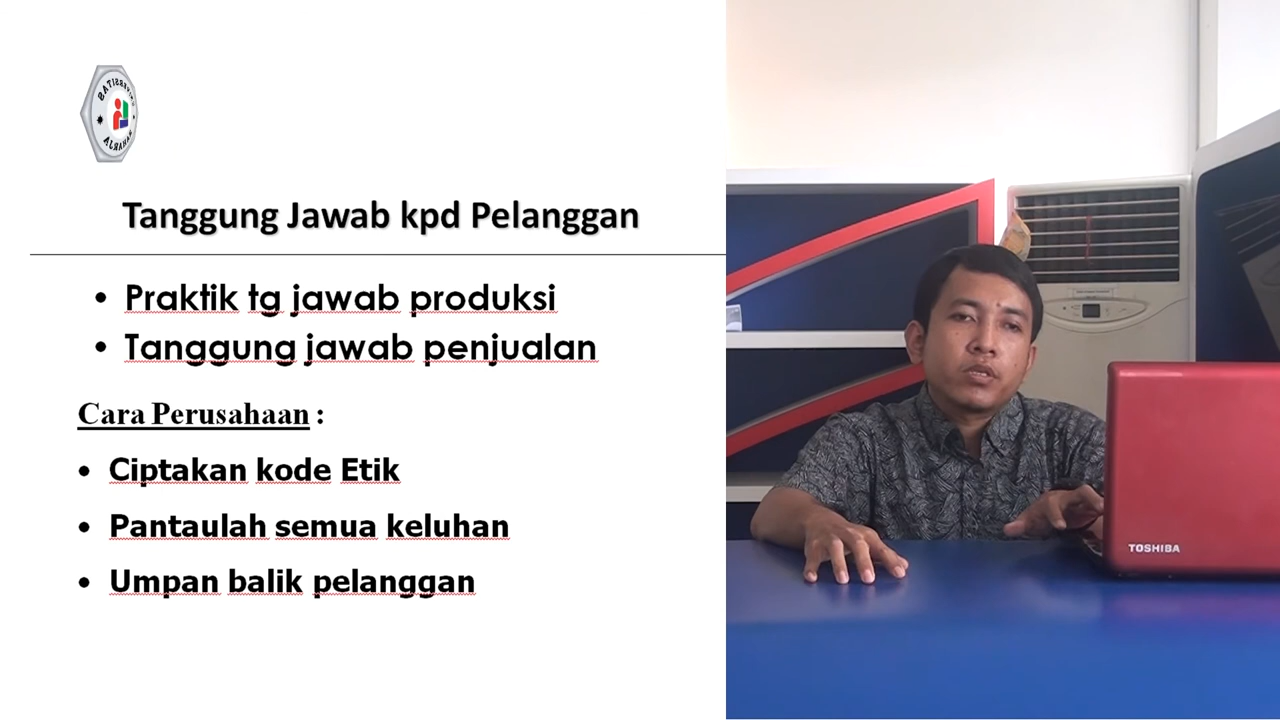 Tanggung Jawab kpd Pelanggan
• Praktik tg jawab produksi
• Tanggung jawab penjualan
Cara Perusahaan :
• Ciptakan kode Etik
• Pantaulah semua keluhan
• Umpan balik pelanggan
TOSHIBA